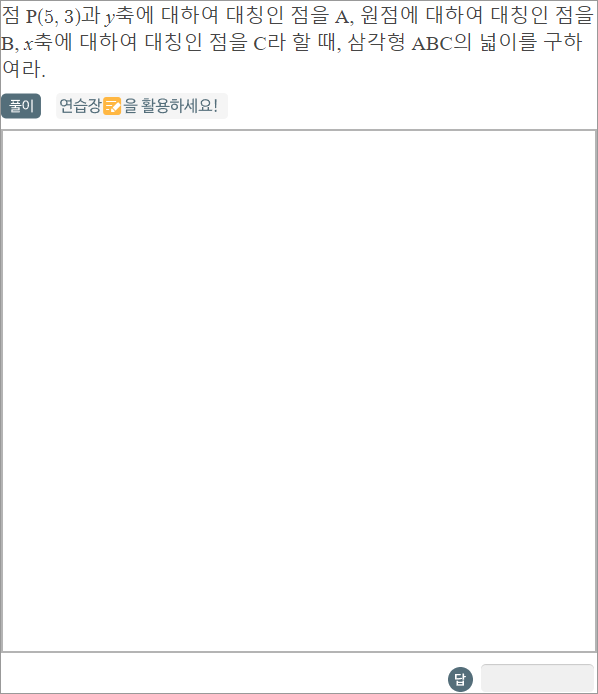 점 P(5, 3)과 y축에 대하여 대칭인 점을 A, 원점에 대하여 대칭인 점을
B, x축에 대하여 대칭인 점을 C라 할 때, 삼각형 ABC의 넓이를 구하
여라.
풀이 연습장을 활용하세요!
답